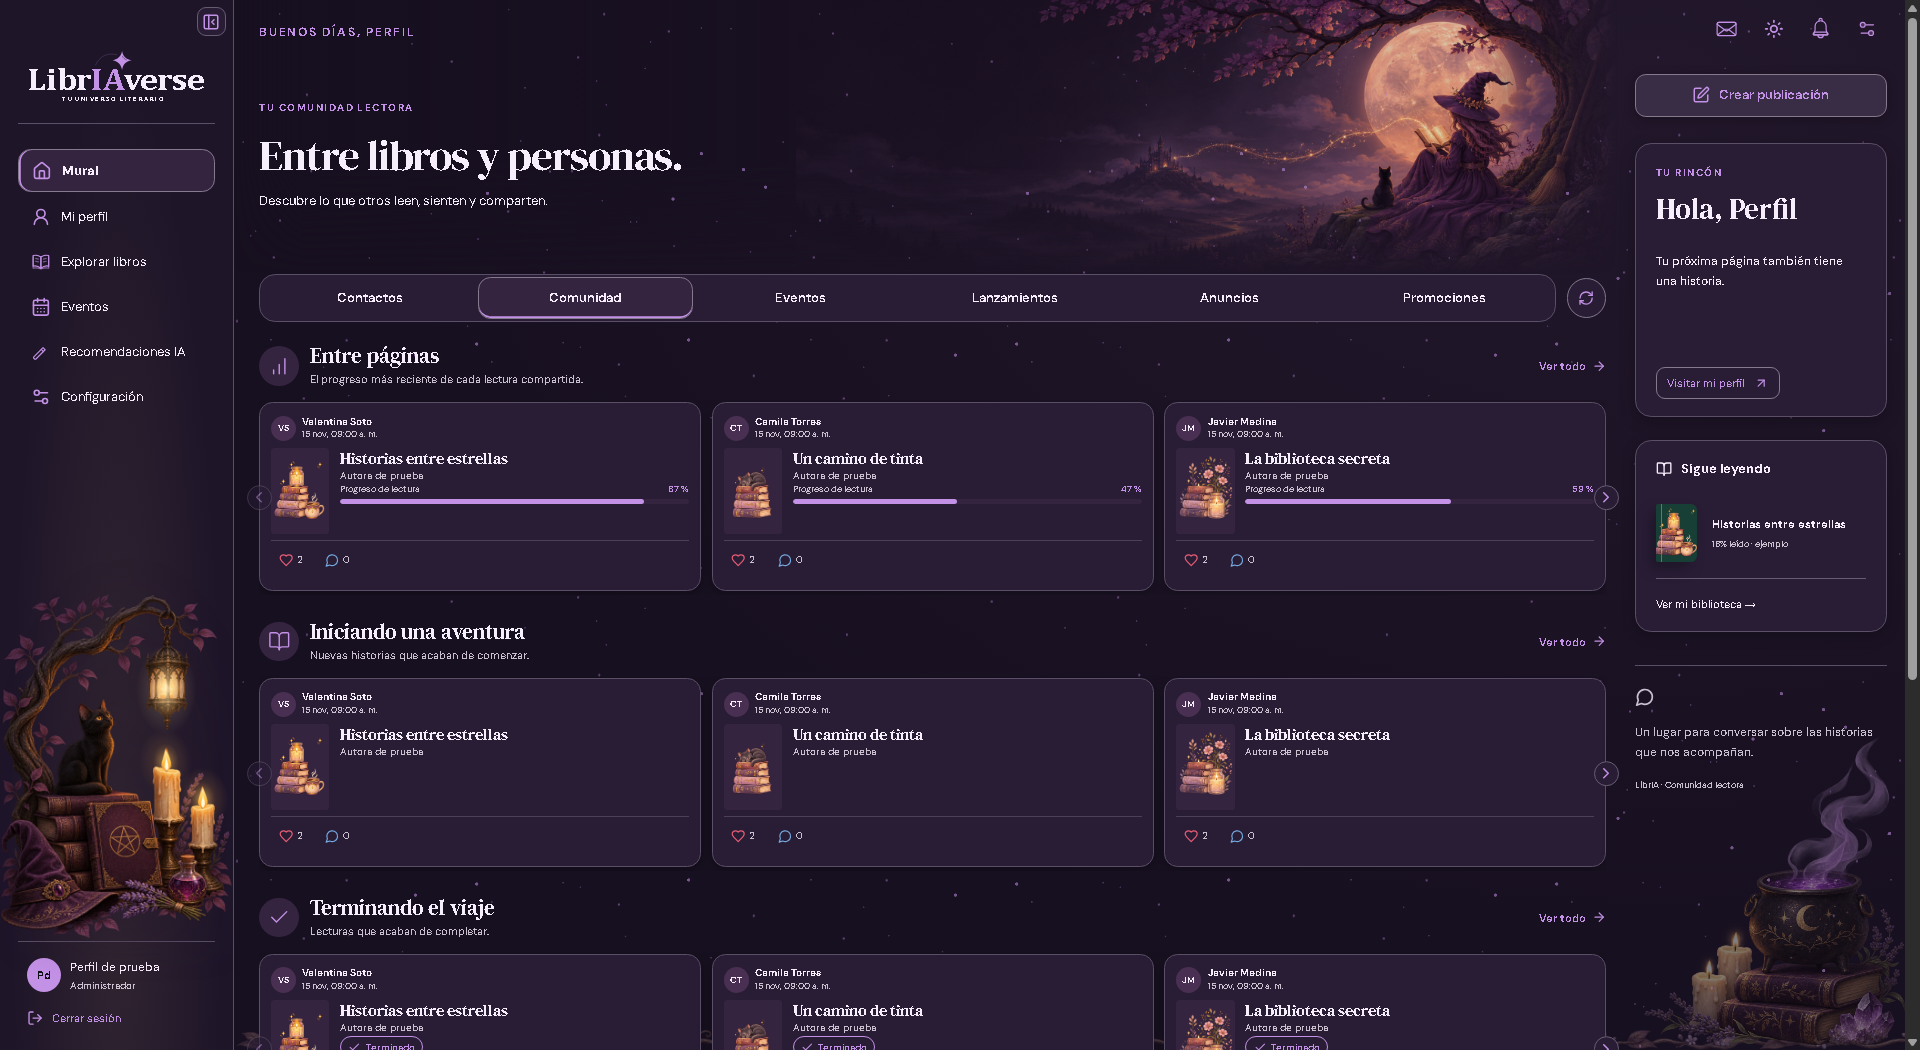 LibrIAverse
TU UNIVERSO LITERARIO
Mural
Mi perfil
Explorar libros
Eventos
Recomendaciones IA
Configuración
Pd
Perfil de prueba
Administrador
Cerrar sesión
BUENOS DÍAS, PERFIL
TU COMUNIDAD LECTORA
Entre libros y personas.
Descubre lo que otros leen, sienten y comparten.
Contactos
Comunidad
Eventos
Lanzamientos
Anuncios
Promociones
Entre páginas
El progreso más reciente de cada lectura compartida.
Ver todo →
VS
Valentina Soto
15 nov, 09:00 a. m.
Historias entre estrellas
Autora de prueba
Progreso de lectura 87 %
2 0
CT
Camila Torres
15 nov, 09:00 a. m.
Un camino de tinta
Autora de prueba
Progreso de lectura 47 %
2 0
JM
Javier Medina
15 nov, 09:00 a. m.
La biblioteca secreta
Autora de prueba
Progreso de lectura 59 %
2 0
Iniciando una aventura
Nuevas historias que acaban de comenzar.
Ver todo →
VS
Valentina Soto
15 nov, 09:00 a. m.
Historias entre estrellas
Autora de prueba
2 0
CT
Camila Torres
15 nov, 09:00 a. m.
Un camino de tinta
Autora de prueba
2 0
JM
Javier Medina
15 nov, 09:00 a. m.
La biblioteca secreta
Autora de prueba
2 0
Terminando el viaje
Lecturas que acaban de completar.
Ver todo →
VS
Valentina Soto
15 nov, 09:00 a. m.
Historias entre estrellas
Autora de prueba
Terminado
CT
Camila Torres
15 nov, 09:00 a. m.
Un camino de tinta
Autora de prueba
Terminado
JM
Javier Medina
15 nov, 09:00 a. m.
La biblioteca secreta
Autora de prueba
Terminado
Crear publicación
TU RINCÓN
Hola, Perfil
Tu próxima página también tiene
una historia.
Visitar mi perfil
Sigue leyendo
Historias entre estrellas
18% leído · ejemplo
Ver mi biblioteca →
Un lugar para conversar sobre las historias
que nos acompañan.
LibrIA · Comunidad lectora